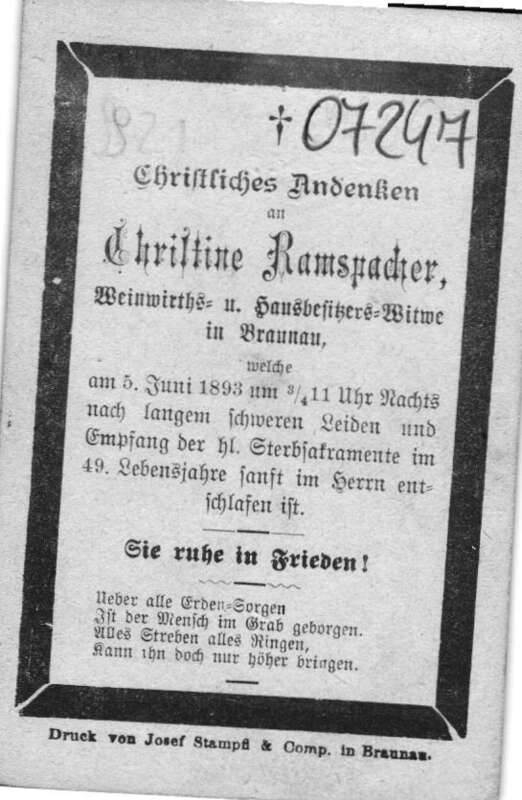 † 07247
Christliches Andenken
an
Christine Ramspacher,
Weinwirths- u. Hausbesitzers-Witwe
in Braunau,
welche
am 5. Juni 1893 um ¾11 Uhr Nachts
nach langem schweren Leiden und
Empfang der hl. Sterbsakramente im
49. Lebensjahre sanft im Herrn ent-
schlafen ist.
Sie ruhe in Frieden!
Ueber alle Erden-Sorgen
Ist der Mensch im Grab geborgen.
Alles Streben alles Ringen,
Kann ihn doch nur höher bringen.
Druck von Josef Stampfl & Comp. in Braunau.